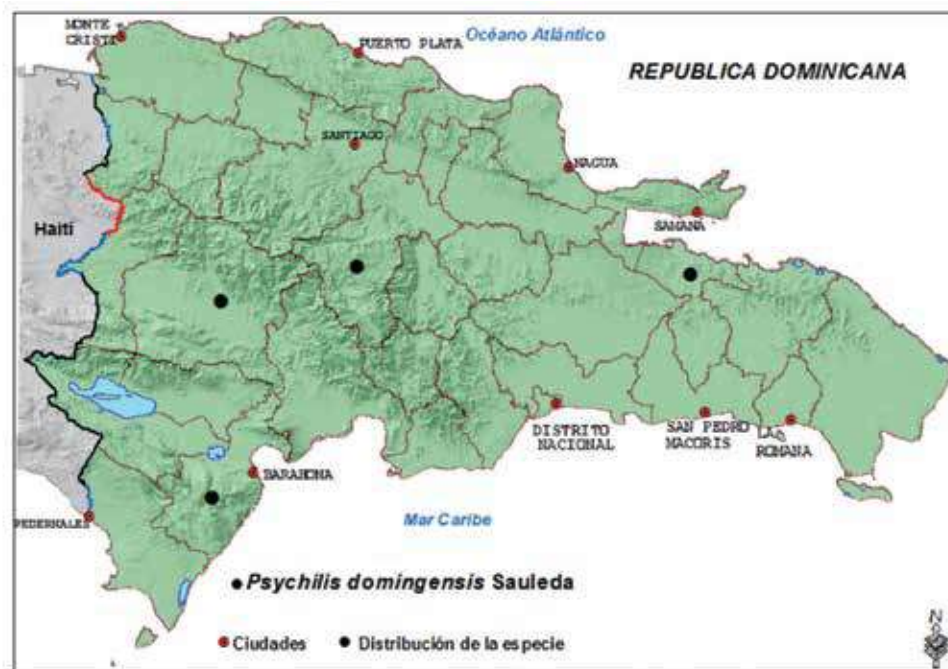 MONTE
CRISTI
PUERTO PLATA
Océano Atlántico
REPUBLICA DOMINICANA
SANTIAGO
NAGUA
SAMANA
Haití
DISTRITO
NACIONAL
SAN PEDRO
MACORIS
LA
ROMANA
BARAHONA
PEDERNALES
Mar Caribe
Psychilis domingensis Sauleda
Ciudades
Distribución de la especie
N